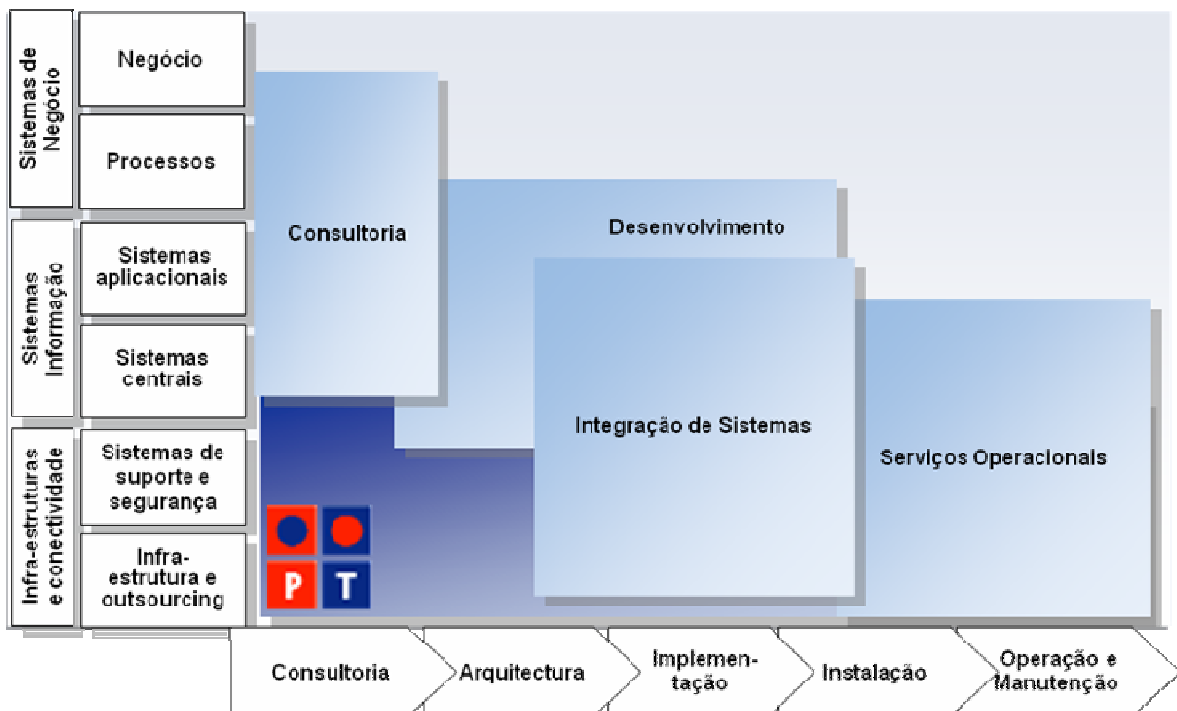 Sistemas de
Negócio
Negócio
Processos
Sistemas
Informação
Sistemas
aplicacionais
Sistemas
centrais
Infra-estruturas
e conectividade
Sistemas de
suporte e
segurança
Infra-
estrutura e
outsourcing
Consultoria
Desenvolvimento
Integração de Sistemas
Serviços Operacionais
P T
Consultoria
Arquitectura
Implemen-
tação
Instalação
Operação e
Manutenção